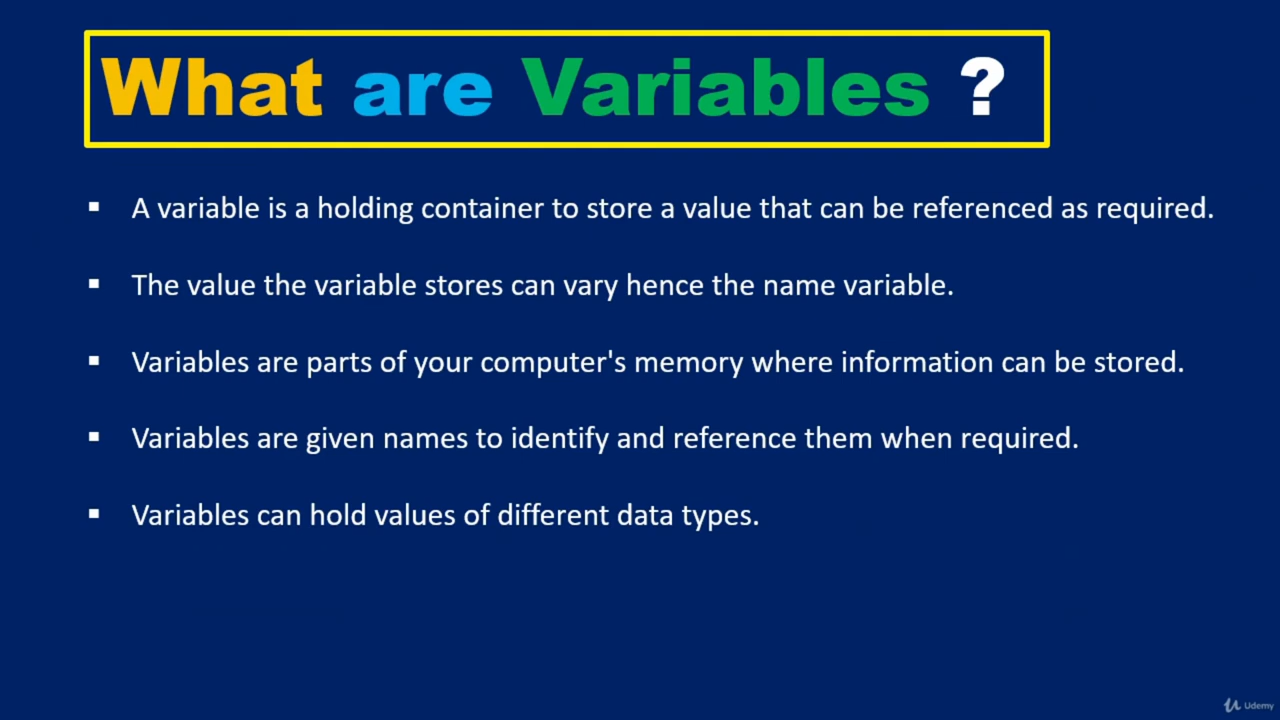 What are Variables ?
▪ A variable is a holding container to store a value that can be referenced as required.
▪ The value the variable stores can vary hence the name variable.
▪ Variables are parts of your computer's memory where information can be stored.
▪ Variables are given names to identify and reference them when required.
▪ Variables can hold values of different data types.
Udemy